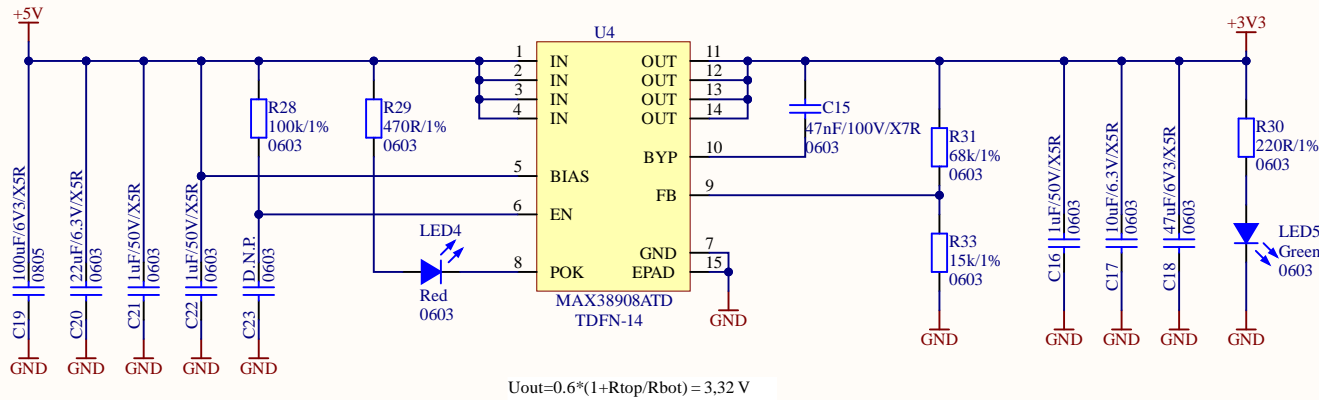 +5V
+3V3
U4
1
IN
OUT
11
2
IN
OUT
12
3
IN
OUT
13
4
IN
OUT
14
BYP
10
5
BIAS
FB
9
6
EN
GND
7
8
POK
EPAD
15
MAX38908ATD
TDFN-14
R28
100k/1%
0603
R29
470R/1%
0603
C15
47nF/100V/X7R
0603
R31
68k/1%
0603
R33
15k/1%
0603
R30
220R/1%
0603
LED4
Red
0603
LED5
Green
0603
C19
100uF/6V3/X5R
0805
C20
22uF/6.3V/X5R
0603
C21
1uF/50V/X5R
0603
C22
1uF/50V/X5R
0603
C23
D.N.P.
0603
C16
1uF/50V/X5R
0603
C17
10uF/6.3V/X5R
0603
C18
47uF/6V3/X5R
0603
GND
GND
GND
GND
GND
GND
GND
GND
GND
GND
GND
Uout=0.6*(1+Rtop/Rbot) = 3,32 V